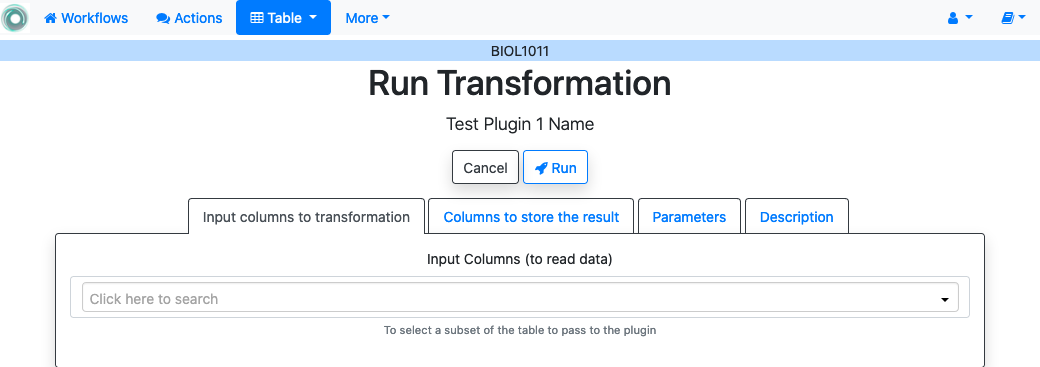 Workflows Actions Table More
BIOL1011
Run Transformation
Test Plugin 1 Name
Cancel Run
Input columns to transformation Columns to store the result Parameters Description
Input Columns (to read data)
Click here to search
To select a subset of the table to pass to the plugin